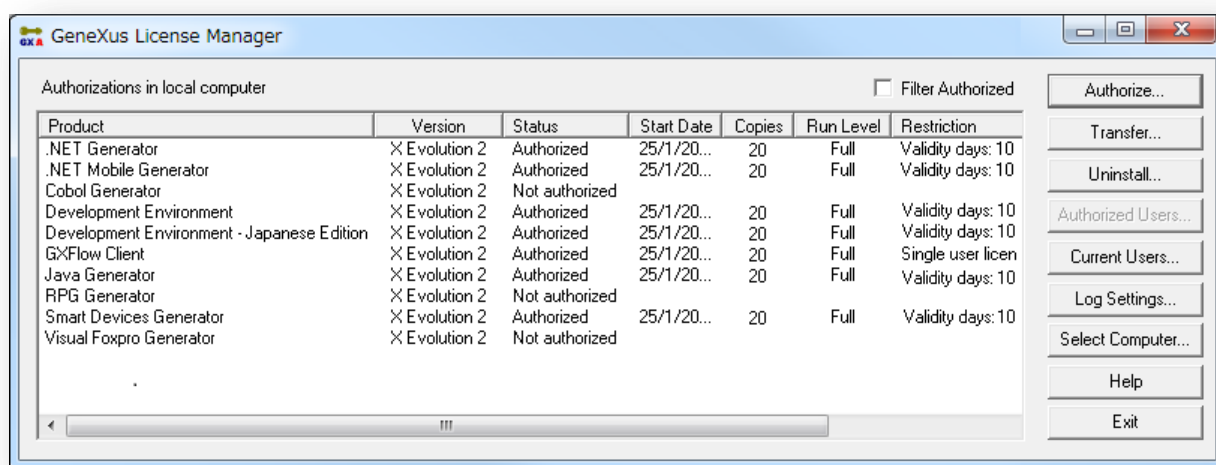 GXA GeneXus License Manager
Authorizations in local computer Filter Authorized Authorize...
Product Version Status Start Date Copies Run Level Restriction
.NET Generator X Evolution 2 Authorized 25/1/20... 20 Full Validity days: 10
.NET Mobile Generator X Evolution 2 Authorized 25/1/20... 20 Full Validity days: 10
Cobol Generator X Evolution 2 Not authorized
Development Environment X Evolution 2 Authorized 25/1/20... 20 Full Validity days: 10
Development Environment - Japanese Edition X Evolution 2 Authorized 25/1/20... 20 Full Validity days: 10
GXFlow Client X Evolution 2 Authorized 25/1/20... 20 Full Single user licen
Java Generator X Evolution 2 Authorized 25/1/20... 20 Full Validity days: 10
RPG Generator X Evolution 2 Not authorized
Smart Devices Generator X Evolution 2 Authorized 25/1/20... 20 Full Validity days: 10
Visual Foxpro Generator X Evolution 2 Not authorized
Transfer...
Uninstall...
Authorized Users...
Current Users...
Log Settings...
Select Computer...
Help
Exit